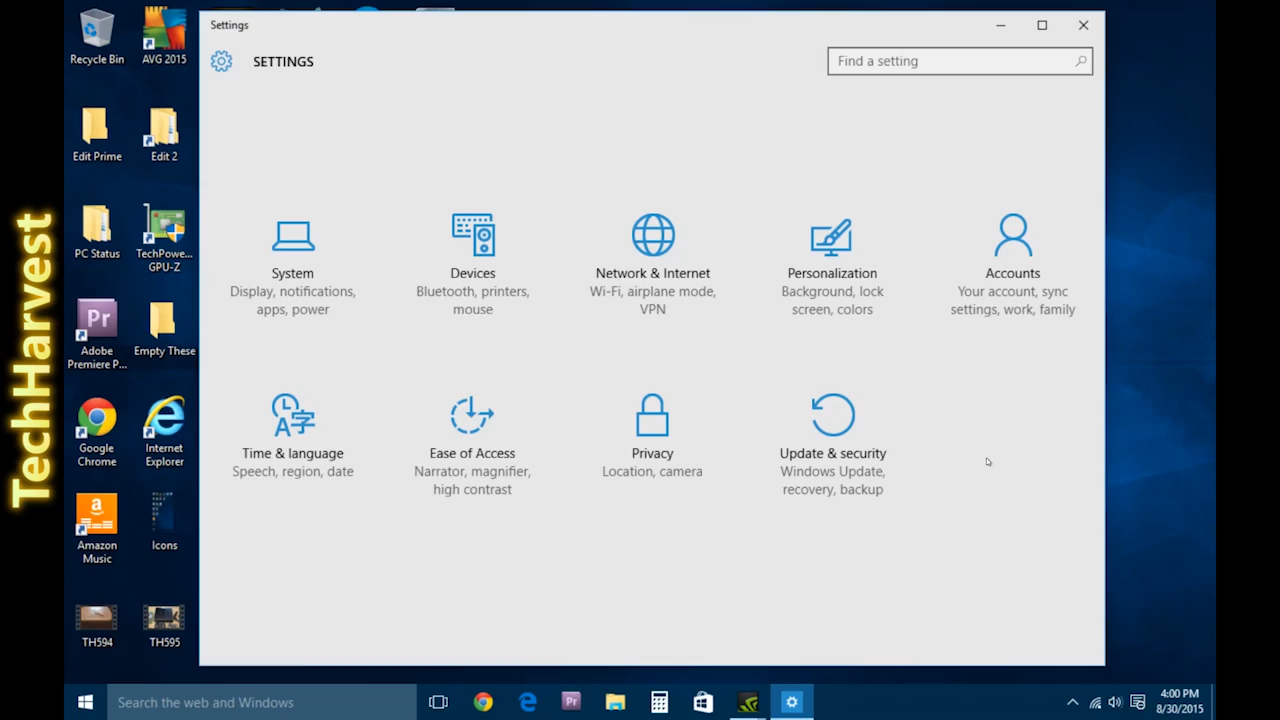 TechHarvest
Recycle Bin
AVG 2015
Edit Prime
Edit 2
PC Status
TechPowe...
GPU-Z
Pr
Adobe
Premiere P...
Empty These
Google
Chrome
Internet
Explorer
a
Amazon
Music
Icons
TH594
TH595
Settings
SETTINGS
Find a setting
System
Display, notifications,
apps, power
Devices
Bluetooth, printers,
mouse
Network & Internet
Wi-Fi, airplane mode,
VPN
Personalization
Background, lock
screen, colors
Accounts
Your account, sync
settings, work, family
A字
Time & language
Speech, region, date
Ease of Access
Narrator, magnifier,
high contrast
Privacy
Location, camera
Update & security
Windows Update,
recovery, backup
Search the web and Windows
Pr
4:00 PM
8/30/2015